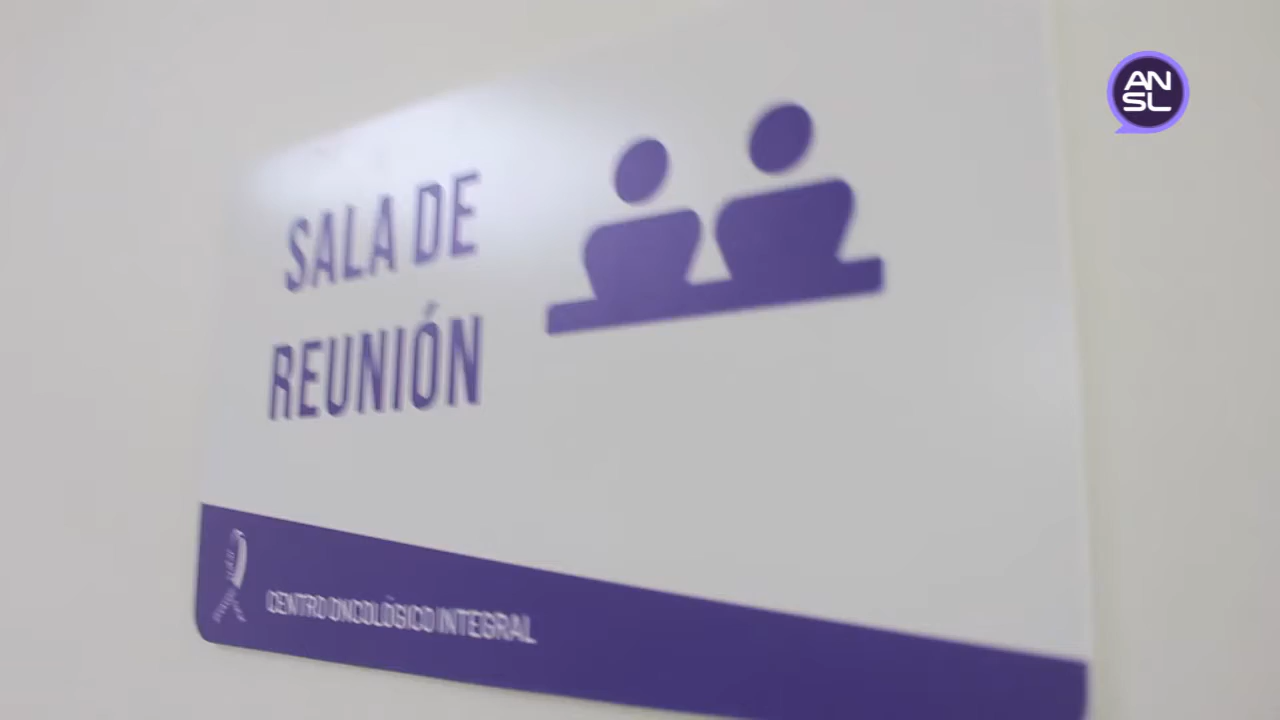 AN
SL
SALA DE
REUNIÓN
CENTRO ONCOLÓGICO INTEGRAL